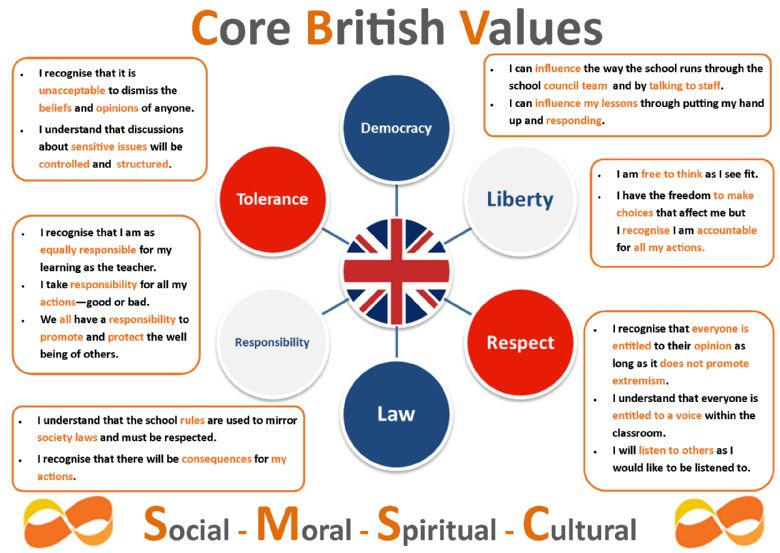 Core British Values
• I recognise that it is
unacceptable to dismiss the
beliefs and opinions of anyone.
• I understand that discussions
about sensitive issues will be
controlled and structured.
• I can influence the way the school runs through the
school council team and by talking to staff.
• I can influence my lessons through putting my hand
up and responding.
Democracy
Tolerance
Liberty
• I am free to think as I see fit.
• I have the freedom to make
choices that affect me but
I recognise I am accountable
for all my actions.
• I recognise that I am as
equally responsible for my
learning as the teacher.
• I take responsibility for all my
actions—good or bad.
• We all have a responsibility to
promote and protect the well
being of others.
Responsibility
Respect
• I recognise that everyone is
entitled to their opinion as
long as it does not promote
extremism.
• I understand that everyone is
entitled to a voice within the
classroom.
• I will listen to others as I
would like to be listened to.
Law
• I understand that the school rules are used to mirror
society laws and must be respected.
• I recognise that there will be consequences for my
actions.
Social - Moral - Spiritual - Cultural